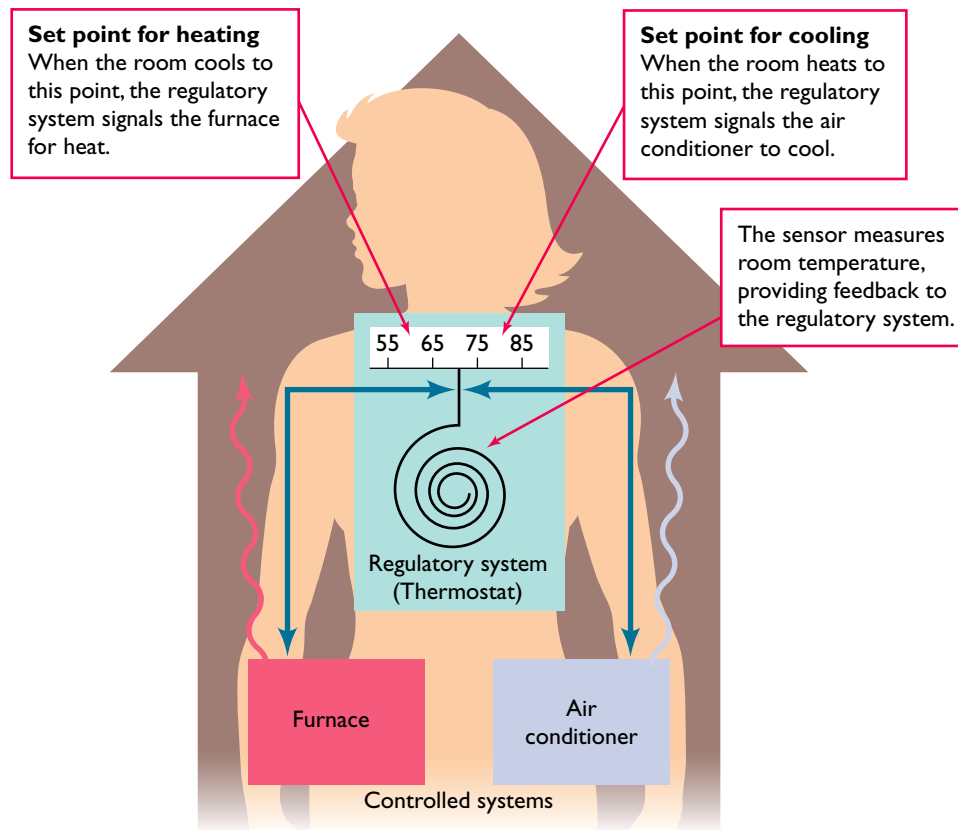 Set point for heating
When the room cools to
this point, the regulatory
system signals the furnace
for heat.
Set point for cooling
When the room heats to
this point, the regulatory
system signals the air
conditioner to cool.
The sensor measures
room temperature,
providing feedback to
the regulatory system.
55 65 75 85
Regulatory system
(Thermostat)
Furnace
Air
conditioner
Controlled systems